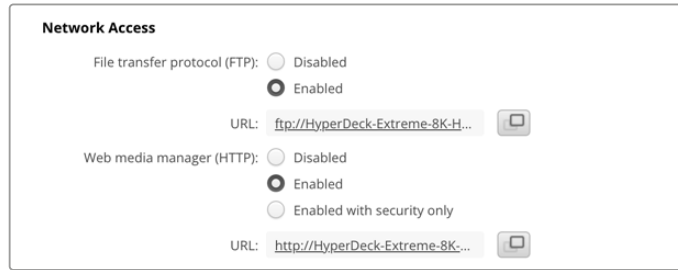 Network Access
File transfer protocol (FTP): Disabled
Enabled
URL: ftp://HyperDeck-Extreme-8K-H...
Web media manager (HTTP): Disabled
Enabled
Enabled with security only
URL: http://HyperDeck-Extreme-8K-...